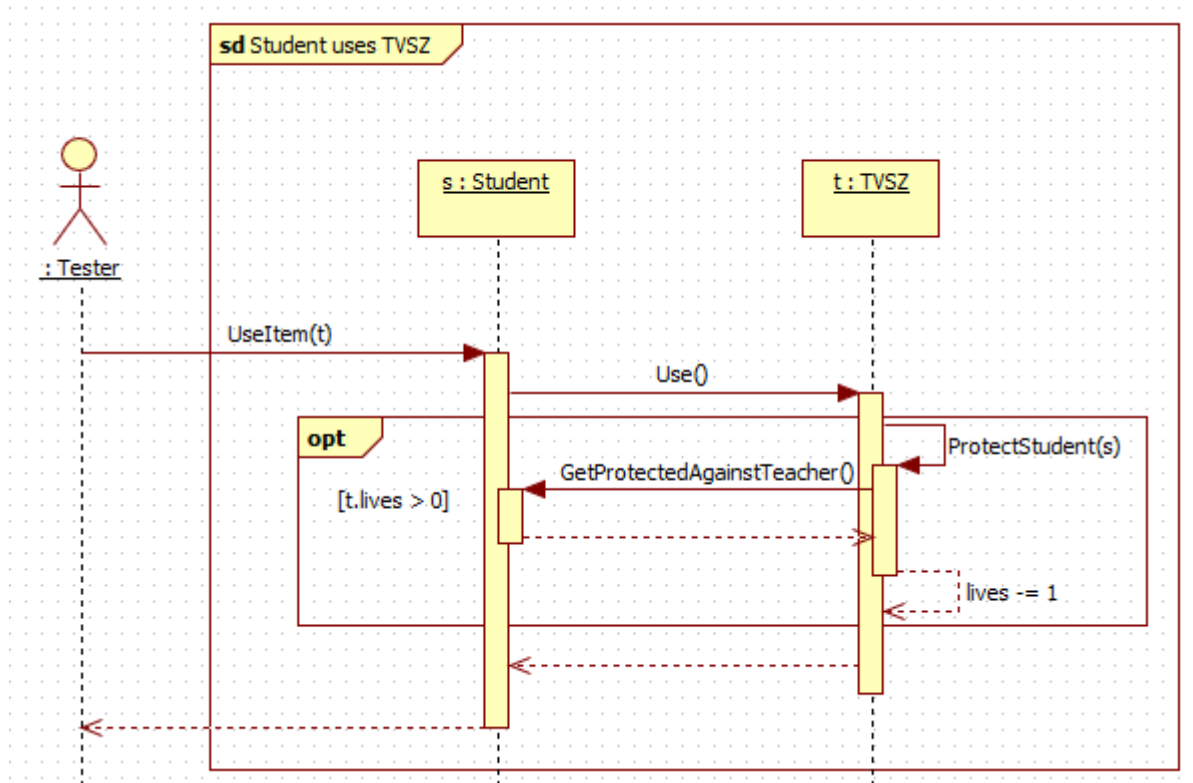 sd Student uses TVSZ
s : Student
t : TVSZ
: Tester
UseItem(t)
Use()
opt
ProtectStudent(s)
GetProtectedAgainstTeacher()
[t.lives > 0]
lives -= 1